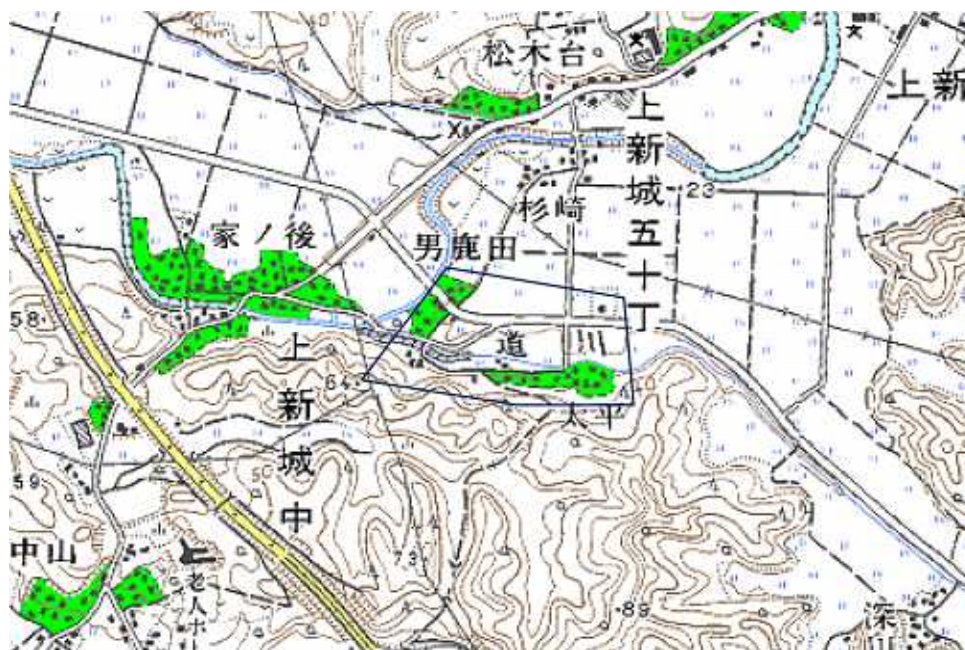 松木台
上新
上新城五十丁
23
杉崎
家ノ後
男鹿田
58
道川
64
大平
上新城中
50
59
73
中山
老人ホ
89
深